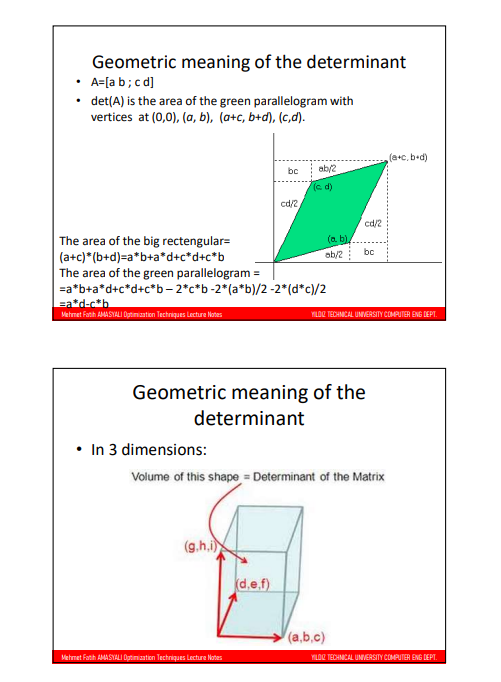 Geometric meaning of the determinant
• A=[a b ; c d]
• det(A) is the area of the green parallelogram with
vertices at (0,0), (a, b), (a+c, b+d), (c,d).
(a+c, b+d)
bc
ab/2
(c, d)
cd/2
cd/2
(a, b)
ab/2
bc
The area of the big rectengular=
(a+c)*(b+d)=a*b+a*d+c*d+c*b
The area of the green parallelogram =
=a*b+a*d+c*d+c*b – 2*c*b -2*(a*b)/2 -2*(d*c)/2
=a*d-c*b
Mehmet Fatih AMASYALI Optimization Techniques Lecture Notes
YILDIZ TECHNICAL UNIVERSITY COMPUTER ENG DEPT.
Geometric meaning of the
determinant
• In 3 dimensions:
Volume of this shape = Determinant of the Matrix
(g,h,i)
(d,e,f)
(a,b,c)
Mehmet Fatih AMASYALI Optimization Techniques Lecture Notes
YILDIZ TECHNICAL UNIVERSITY COMPUTER ENG DEPT.